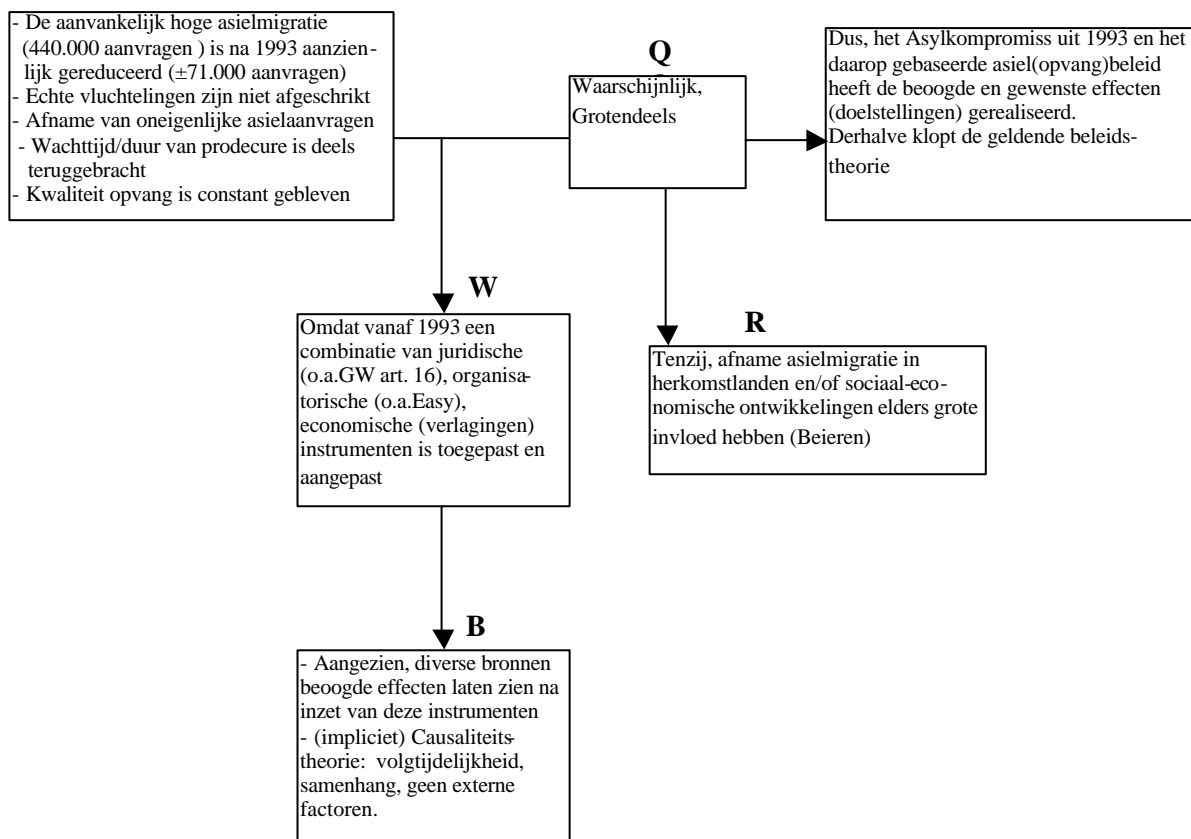 - De aanvankelijk hoge asielmigratie
(440.000 aanvragen ) is na 1993 aanzien-
lijk gereduceerd (±71.000 aanvragen)
- Echte vluchtelingen zijn niet afgeschrikt
- Afname van oneigenlijke asielaanvragen
- Wachttijd/duur van prodecure is deels
teruggebracht
- Kwaliteit opvang is constant gebleven
Q
Waarschijnlijk,
Grotendeels
Dus, het Asylkompromiss uit 1993 en het
daarop gebaseerde asiel(opvang)beleid
heeft de beoogde en gewenste effecten
(doelstellingen) gerealiseerd.
Derhalve klopt de geldende beleids-
theorie
W
Omdat vanaf 1993 een
combinatie van juridische
(o.a.GW art. 16), organisa-
torische (o.a.Easy),
economische (verlagingen)
instrumenten is toegepast en
aangepast
R
Tenzij, afname asielmigratie in
herkomstlanden en/of sociaal-eco-
nomische ontwikkelingen elders grote
invloed hebben (Beieren)
B
- Aangezien, diverse bronnen
beoogde effecten laten zien na
inzet van deze instrumenten
- (impliciet) Causaliteits-
theorie: volgtijdelijkheid,
samenhang, geen externe
factoren.